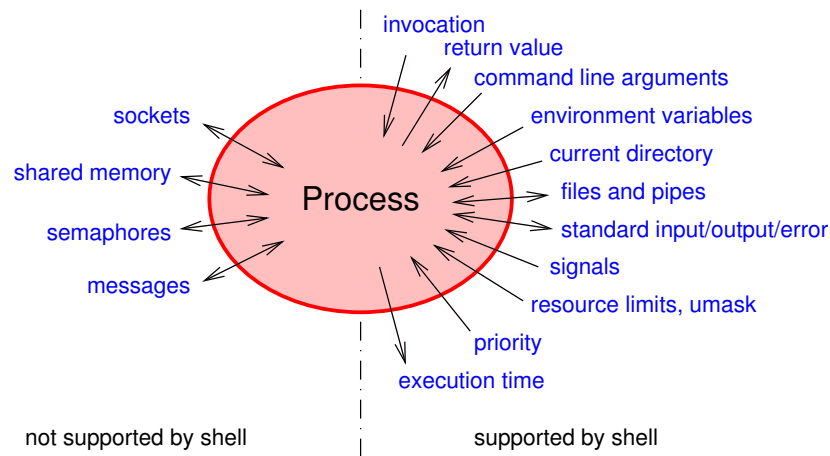 invocation
return value
command line arguments
environment variables
current directory
files and pipes
standard input/output/error
signals
resource limits, umask
priority
execution time
sockets
shared memory
semaphores
messages
Process
not supported by shell
supported by shell